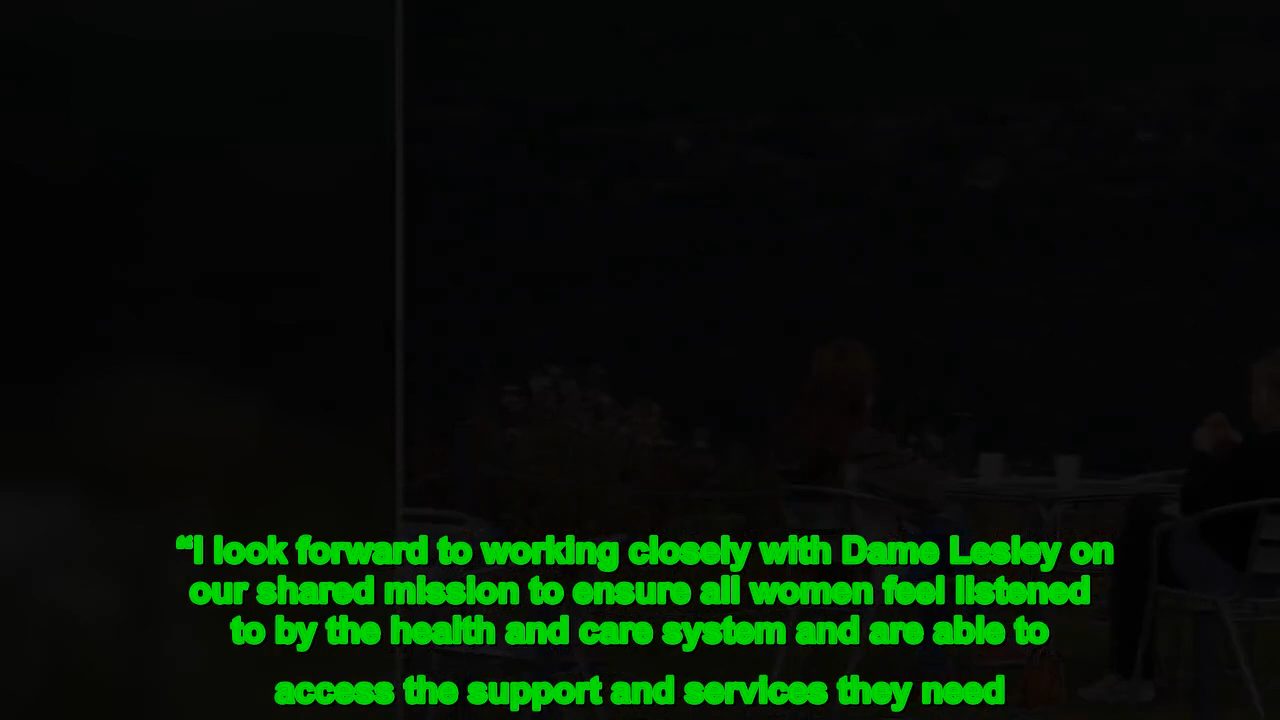 “I look forward to working closely with Dame Lesley on
our shared mission to ensure all women feel listened
to by the health and care system and are able to
access the support and services they need